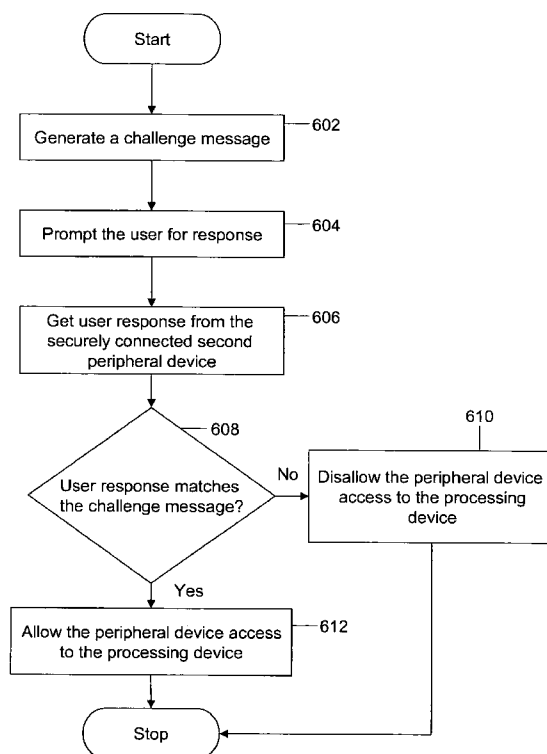 Start
Generate a challenge message
602
Prompt the user for response
604
Get user response from the
securely connected second
peripheral device
606
608
User response matches
the challenge message?
No
610
Disallow the peripheral device
access to the processing
device
Yes
Allow the peripheral device access
to the processing device
612
Stop